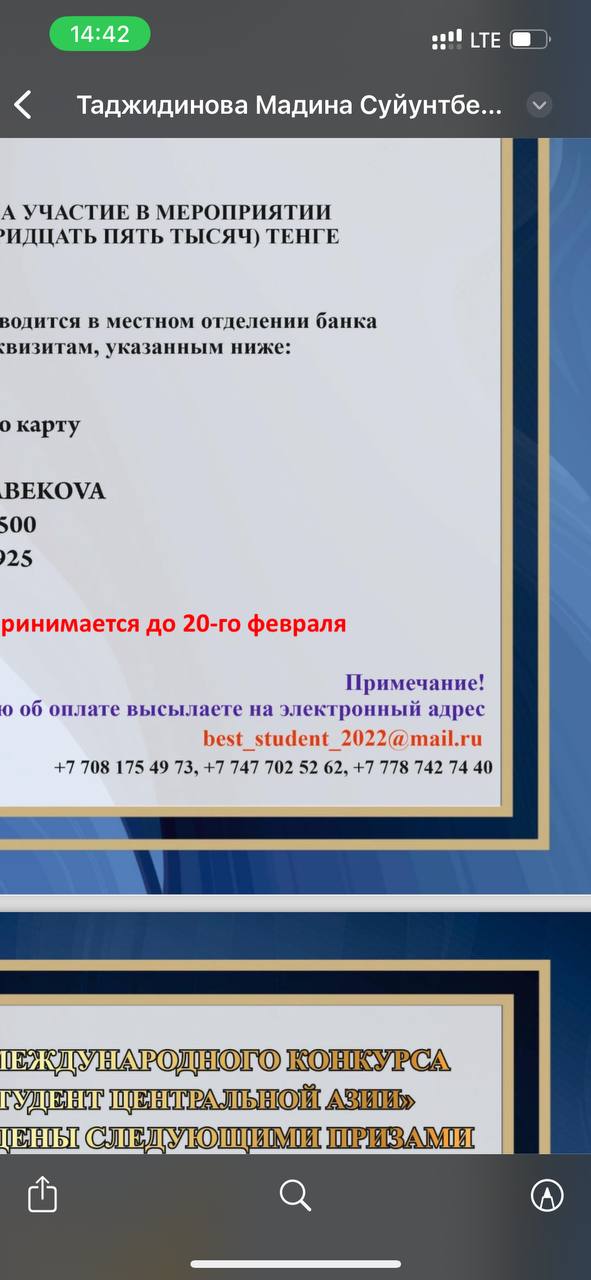 14:42
LTE
Таджидинова Мадина Суйунтбе...
А УЧАСТИЕ В МЕРОПРИЯТИИ
РИДЦАТЬ ПЯТЬ ТЫСЯЧ) ТЕНГЕ
водится в местном отделении банка
квизитам, указанным ниже:
о карту
ABEKOVA
500
925
ринимается до 20-го февраля
Примечание!
ю об оплате высылаете на электронный адрес
best_student_2022@mail.ru
+7 708 175 49 73, +7 747 702 52 62, +7 778 742 74 40
МЕЖДУНАРОДНОГО КОНКУРСА
ТУДЕНТ ЦЕНТРАЛЬНОЙ АЗИИ»
ДЕНЫ СЛЕДУЮЩИМИ ПРИЗАМИ